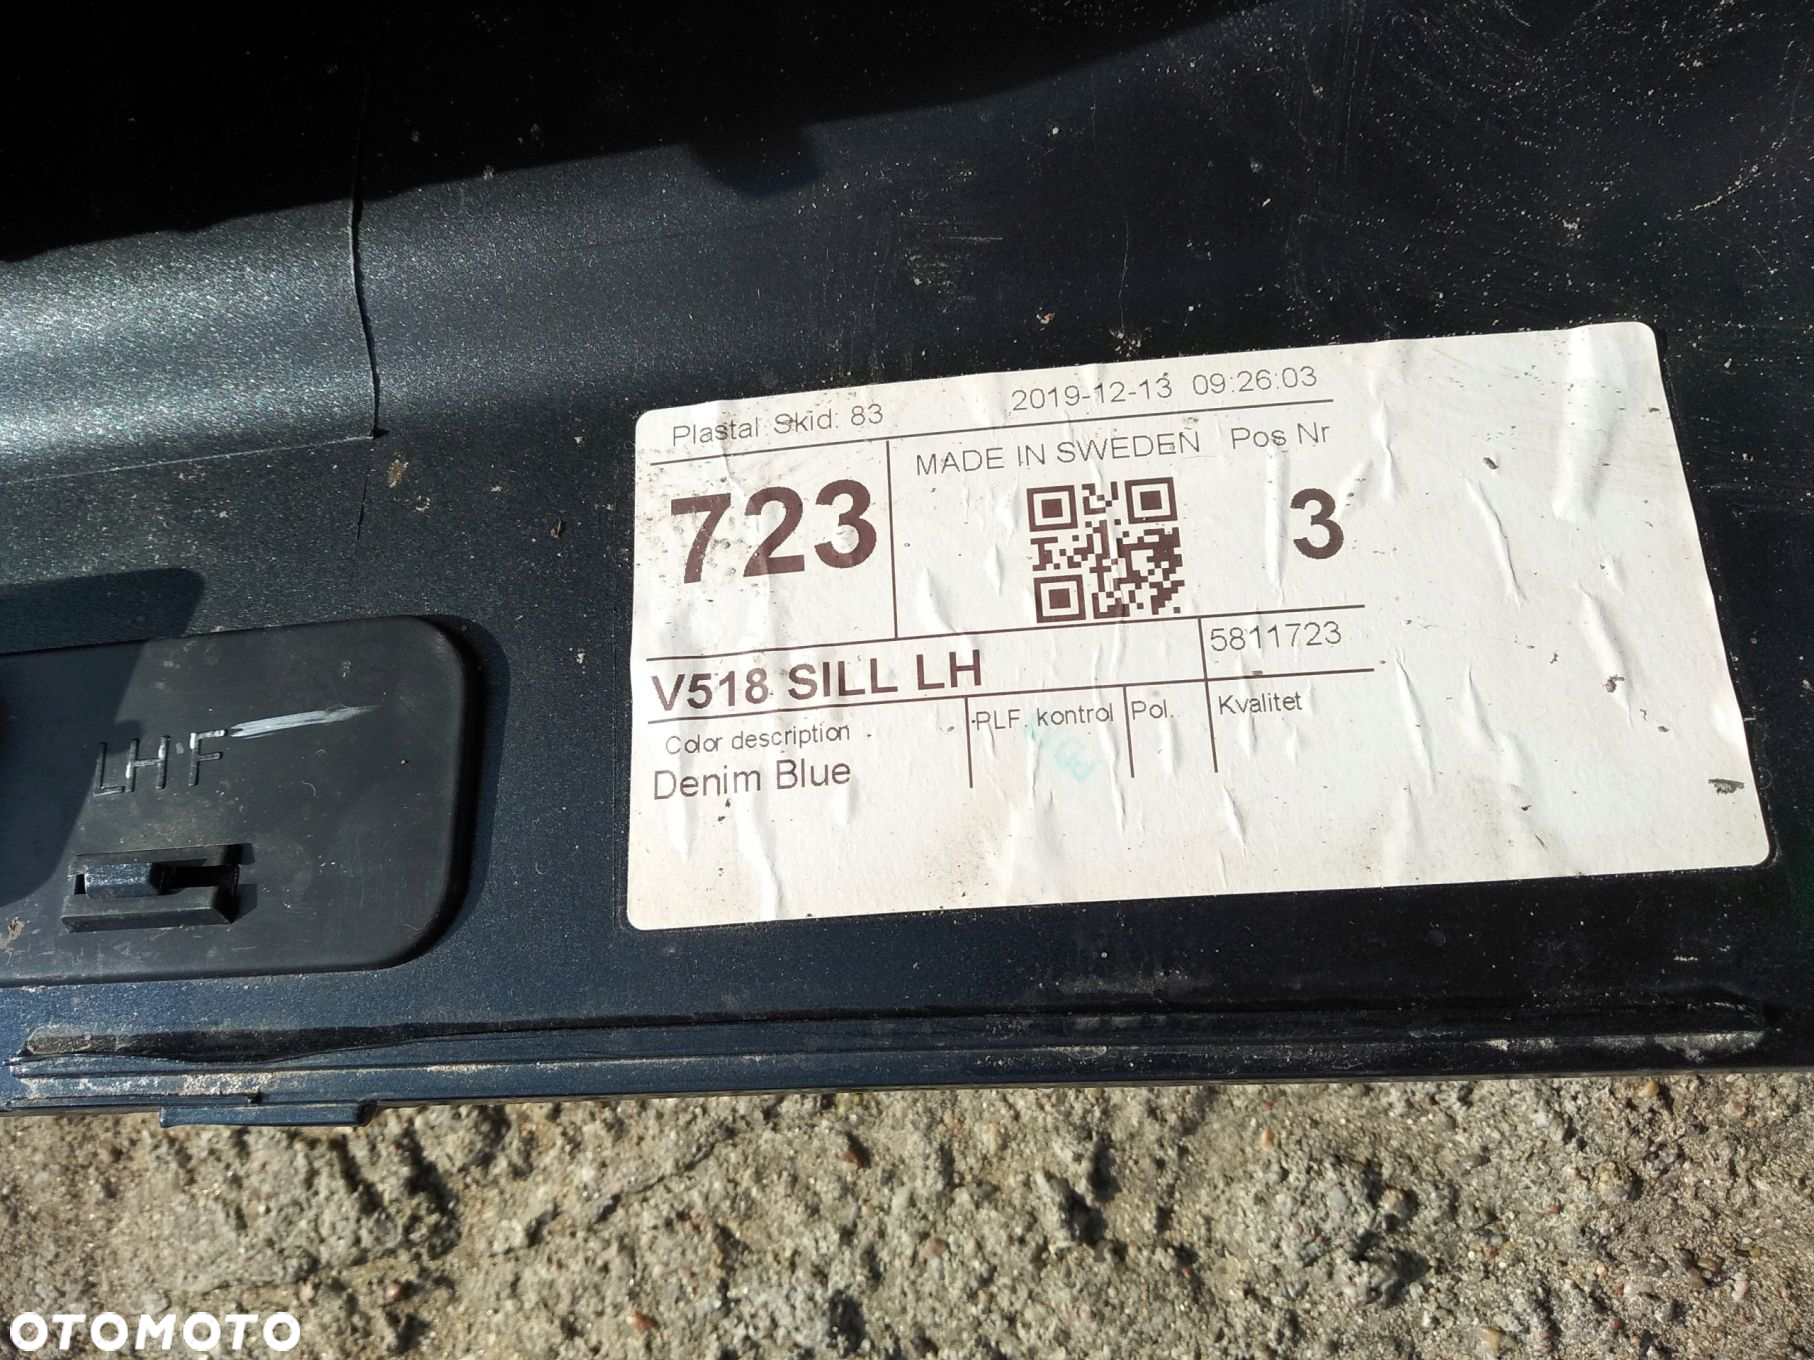 Plastal Skid: 83 2019-12-13 09:26:03
MADE IN SWEDEN Pos Nr
723 3
5811723
V518 SILL LH
Color description PLF. kontrol Pol. Kvalitet
Denim Blue
LHF
OTOMOTO